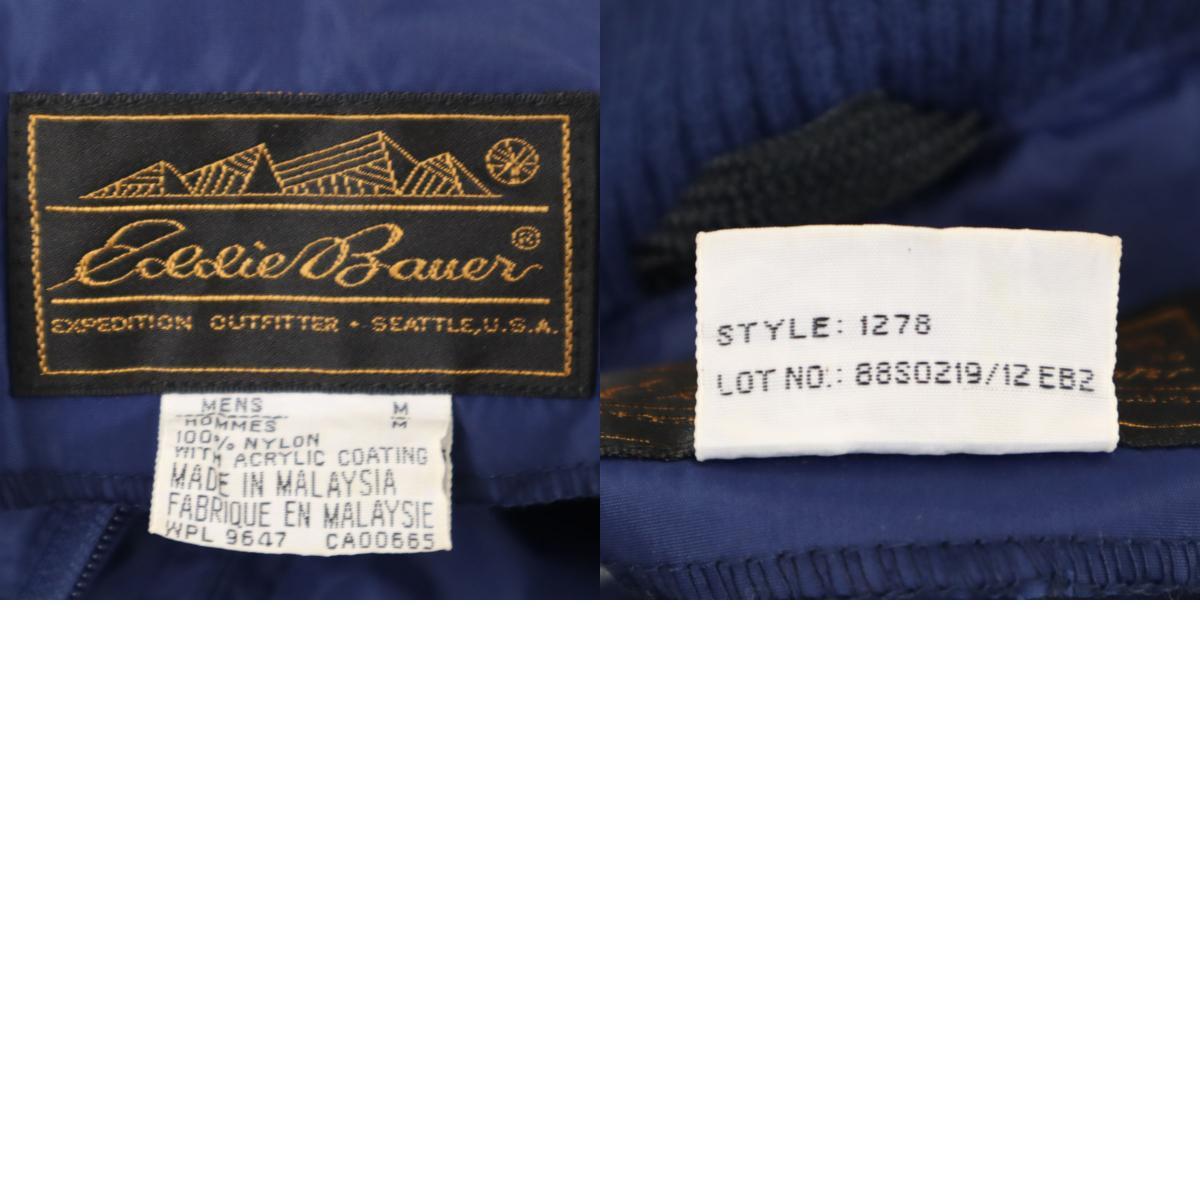 Eddie Bauer ®
EXPEDITION OUTFITTER • SEATTLE, U.S.A.
MENS M
HOMMES M
100% NYLON
WITH ACRYLIC COATING
MADE IN MALAYSIA
FABRIQUE EN MALAYSIE
WPL 9647 CA00665
STYLE: 1278
LOT NO.: 88S0219/12 EB2